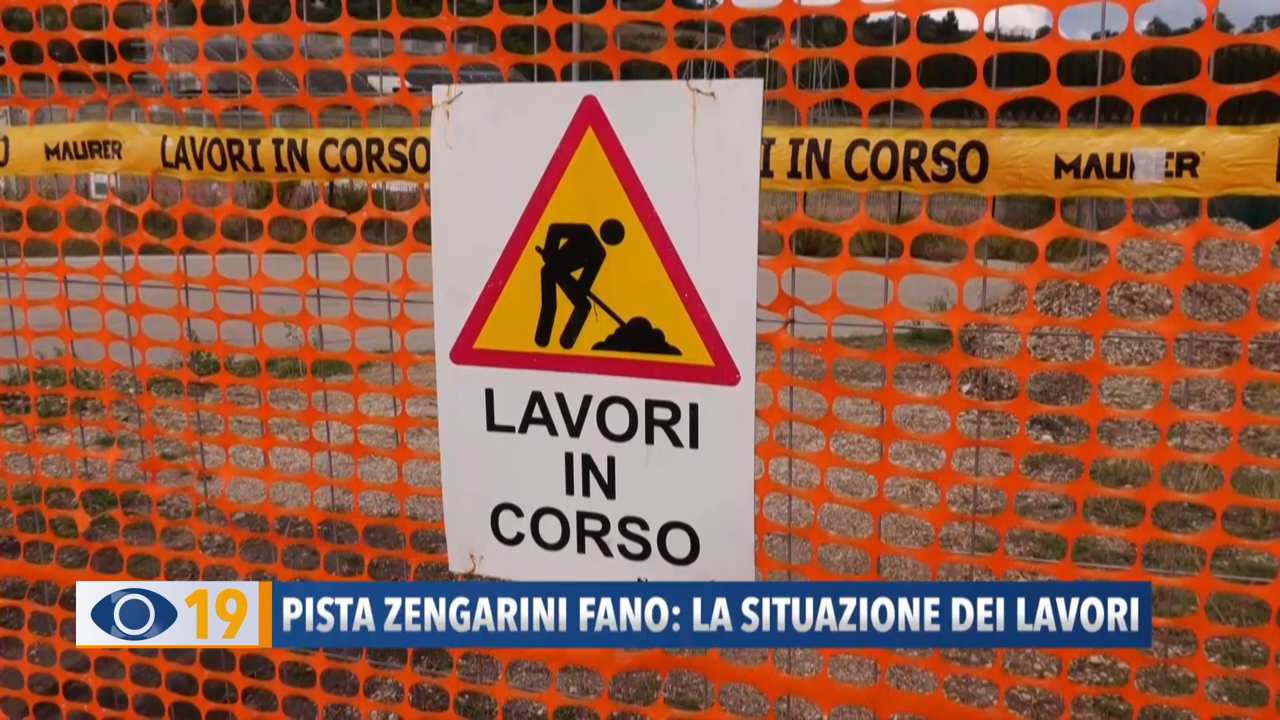 O MAURER LAVORI IN CORSO I IN CORSO MAURER
LAVORI
IN
CORSO
19 PISTA ZENGARINI FANO: LA SITUAZIONE DEI LAVORI